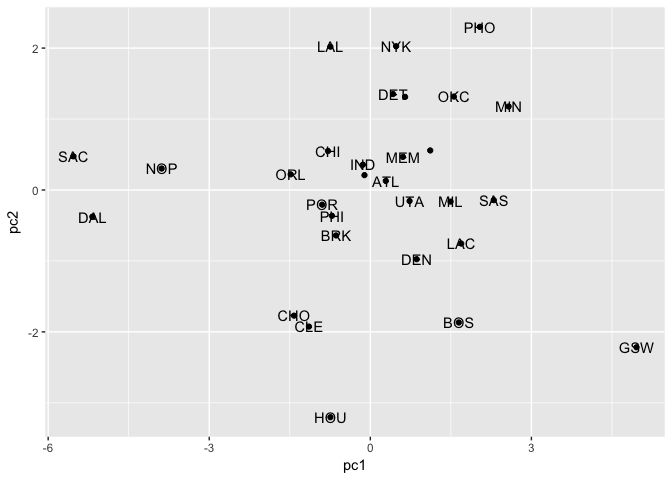 PHO
LAL NYK
2
DET OKC
MIN
CHI
SAC IND MEM
NOP ORL ATL
0
UTA MIL SAS
POR
DAL PHI
BRK
LAC
DEN
pc2
CHO BOS
CLE
-2
GSW
HOU
-6 -3 0 3
pc1